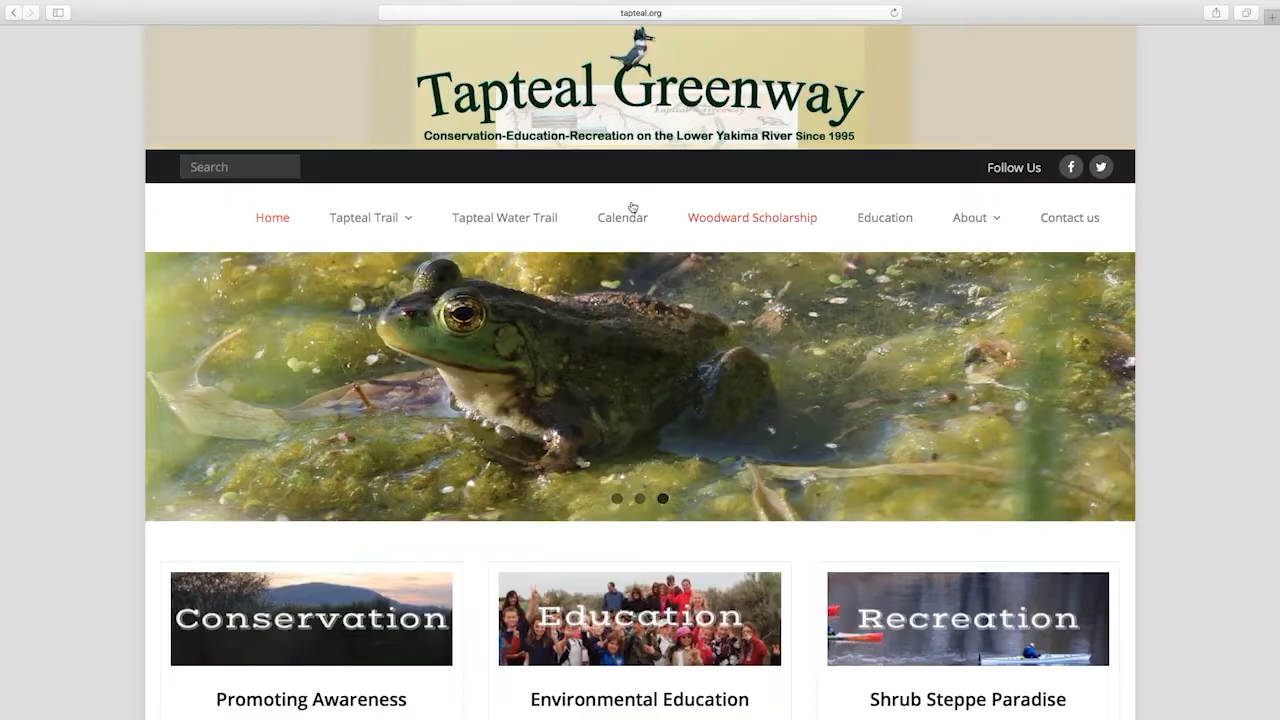 tapteal.org
Tapteal Greenway
Conservation-Education-Recreation on the Lower Yakima River Since 1995
Search
Follow Us
Home
Tapteal Trail
Tapteal Water Trail
Calendar
Woodward Scholarship
Education
About
Contact us
Conservation
Education
Recreation
Promoting Awareness
Environmental Education
Shrub Steppe Paradise